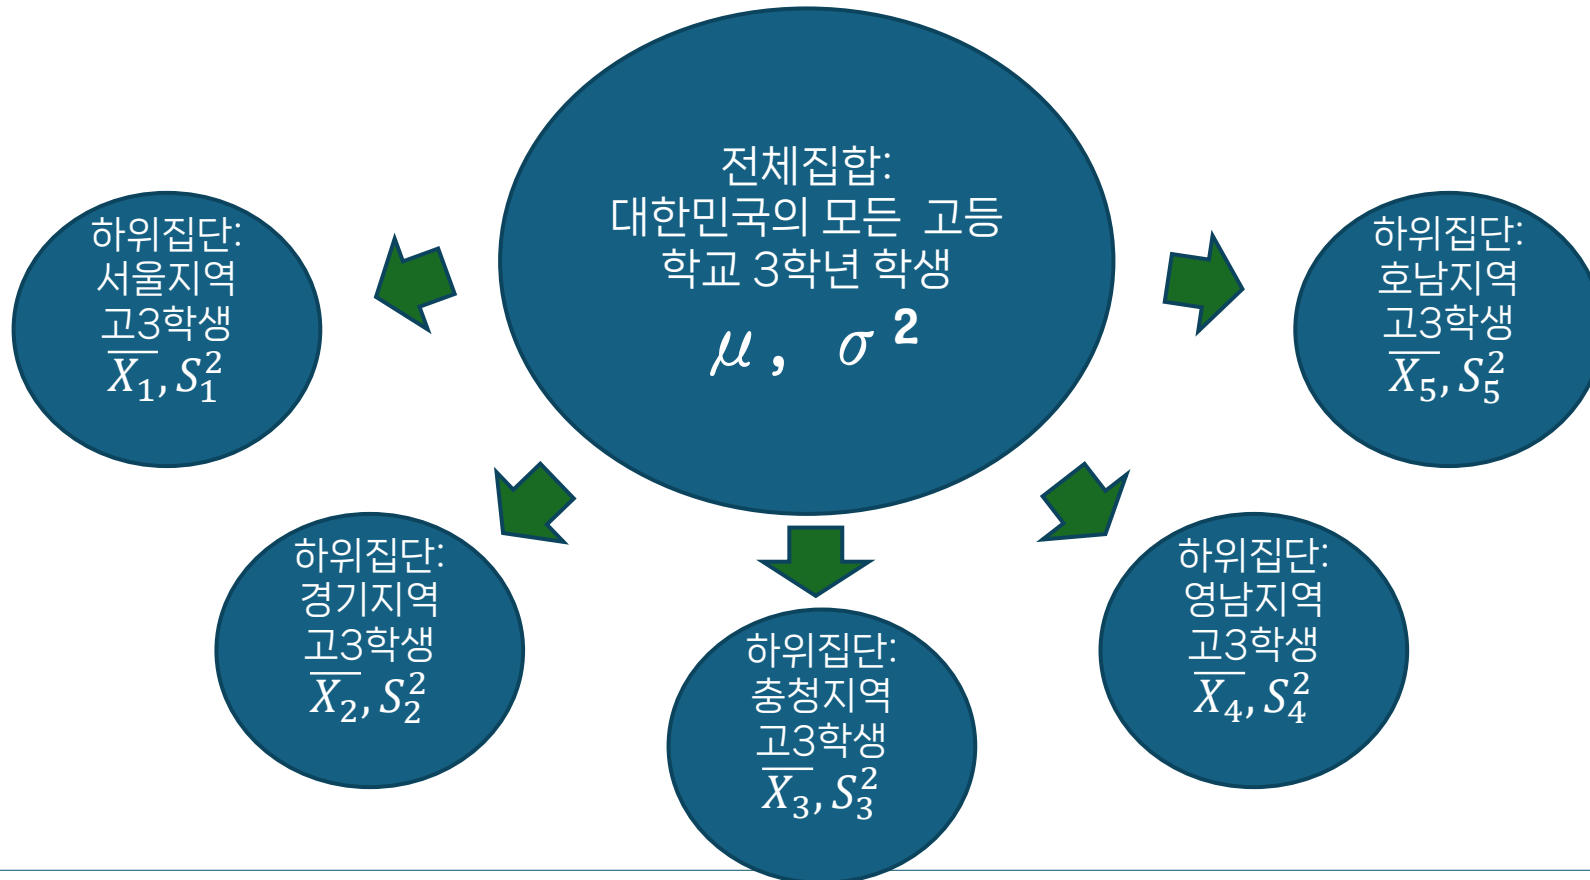 전체집합:
대한민국의 모든 고등
학교 3학년 학생
μ, σ²
하위집단:
서울지역
고3학생
X̅₁, S₁²
하위집단:
경기지역
고3학생
X̅₂, S₂²
하위집단:
충청지역
고3학생
X̅₃, S₃²
하위집단:
영남지역
고3학생
X̅₄, S₄²
하위집단:
호남지역
고3학생
X̅₅, S₅²